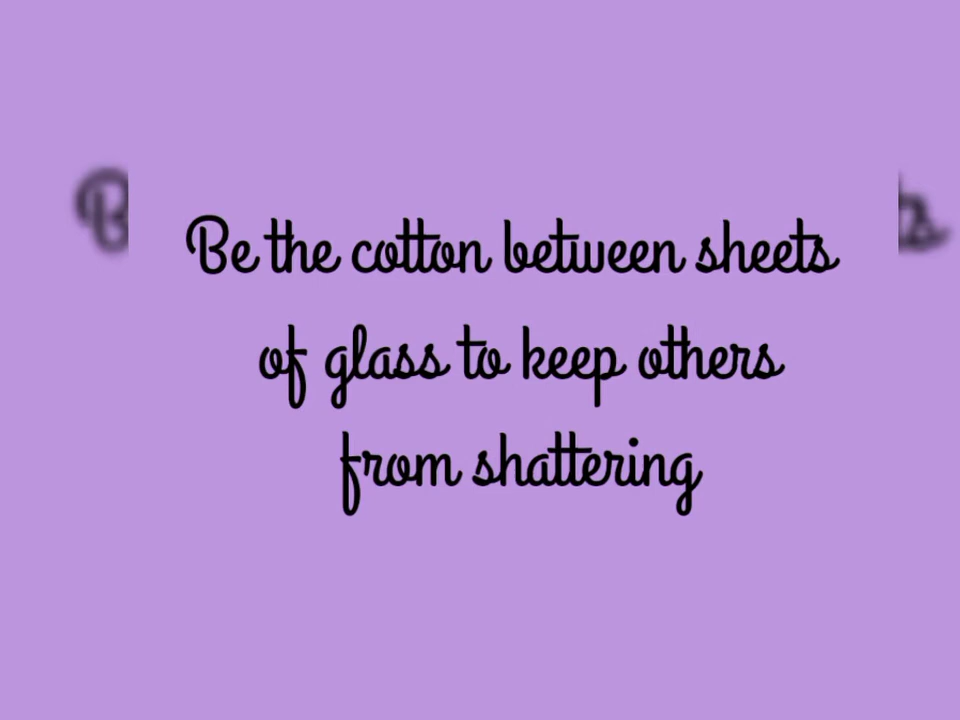 Be the cotton between sheets
of glass to keep others
from shattering